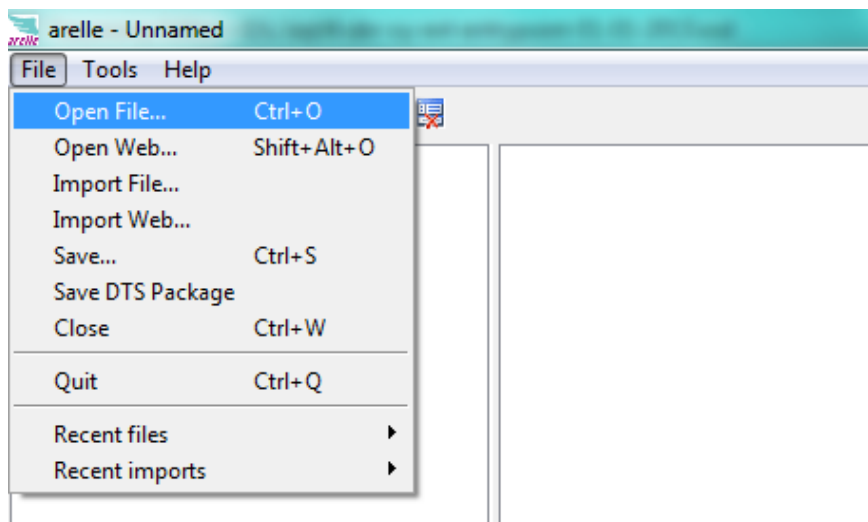 arelle arelle - Unnamed
File Tools Help
Open File... Ctrl+O
Open Web... Shift+Alt+O
Import File...
Import Web...
Save... Ctrl+S
Save DTS Package
Close Ctrl+W
Quit Ctrl+Q
Recent files
Recent imports